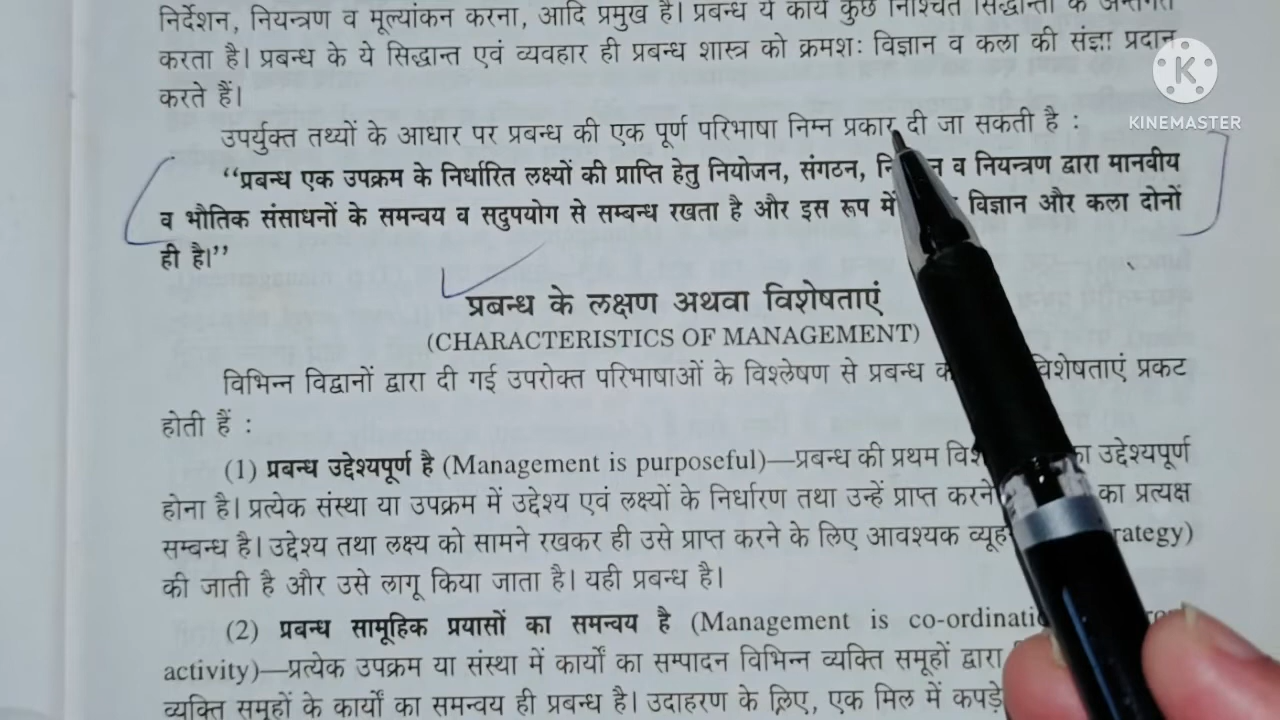 निर्देशन, नियन्त्रण व मूल्यांकन करना, आदि प्रमुख है। प्रबन्ध ये कार्य कुछ निश्चित सिद्धान्तों के अन्तर्गत
करता है। प्रबन्ध के ये सिद्धान्त एवं व्यवहार ही प्रबन्ध शास्त्र को क्रमशः विज्ञान व कला की संज्ञा प्रदान
करते हैं।
उपर्युक्त तथ्यों के आधार पर प्रबन्ध की एक पूर्ण परिभाषा निम्न प्रकार दी जा सकती है :
‘‘प्रबन्ध एक उपक्रम के निर्धारित लक्ष्यों की प्राप्ति हेतु नियोजन, संगठन, व नियन्त्रण द्वारा मानवीय
व भौतिक संसाधनों के समन्वय व सदुपयोग से सम्बन्ध रखता है और इस रूप में विज्ञान और कला दोनों
ही है।’’
प्रबन्ध के लक्षण अथवा विशेषताएं
(CHARACTERISTICS OF MANAGEMENT)
विभिन्न विद्वानों द्वारा दी गई उपरोक्त परिभाषाओं के विश्लेषण से प्रबन्ध विशेषताएं प्रकट
होती हैं :
(1) प्रबन्ध उद्देश्यपूर्ण है (Management is purposeful)—प्रबन्ध की प्रथम उद्देश्यपूर्ण
होना है। प्रत्येक संस्था या उपक्रम में उद्देश्य एवं लक्ष्यों के निर्धारण तथा उन्हें प्राप्त करने का प्रत्यक्ष
सम्बन्ध है। उद्देश्य तथा लक्ष्य को सामने रखकर ही उसे प्राप्त करने के लिए आवश्यक
की जाती है और उसे लागू किया जाता है। यही प्रबन्ध है।
(2) प्रबन्ध सामूहिक प्रयासों का समन्वय है (Management is
activity)—प्रत्येक उपक्रम या संस्था में कार्यों का सम्पादन विभिन्न व्यक्ति समूहों द्वारा
व्यक्ति समूहों के कार्यों का समन्वय ही प्रबन्ध है। उदाहरण के लिए, एक मिल में कपड़े
KINEMASTER